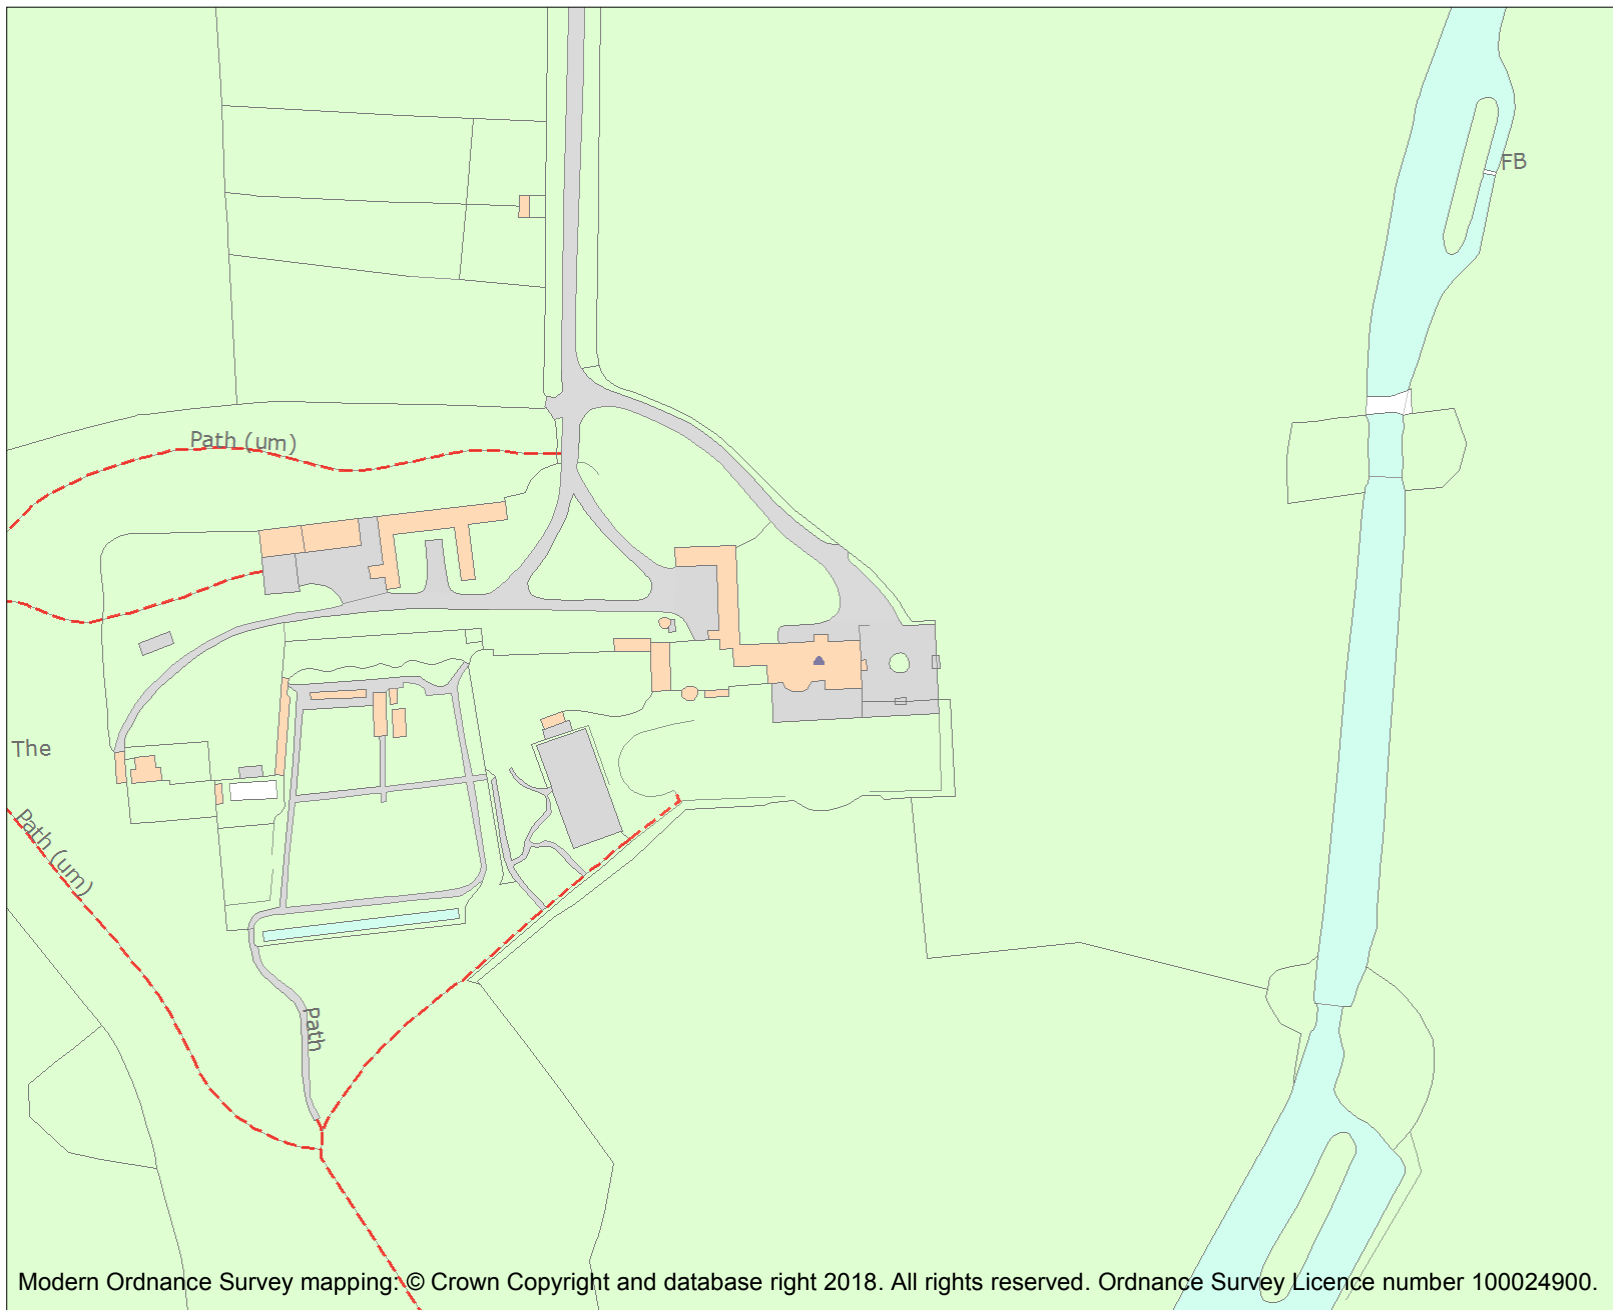 FB
Path (um)
The
Path (um)
Path
Modern Ordnance Survey mapping: © Crown Copyright and database right 2018. All rights reserved. Ordnance Survey Licence number 100024900.